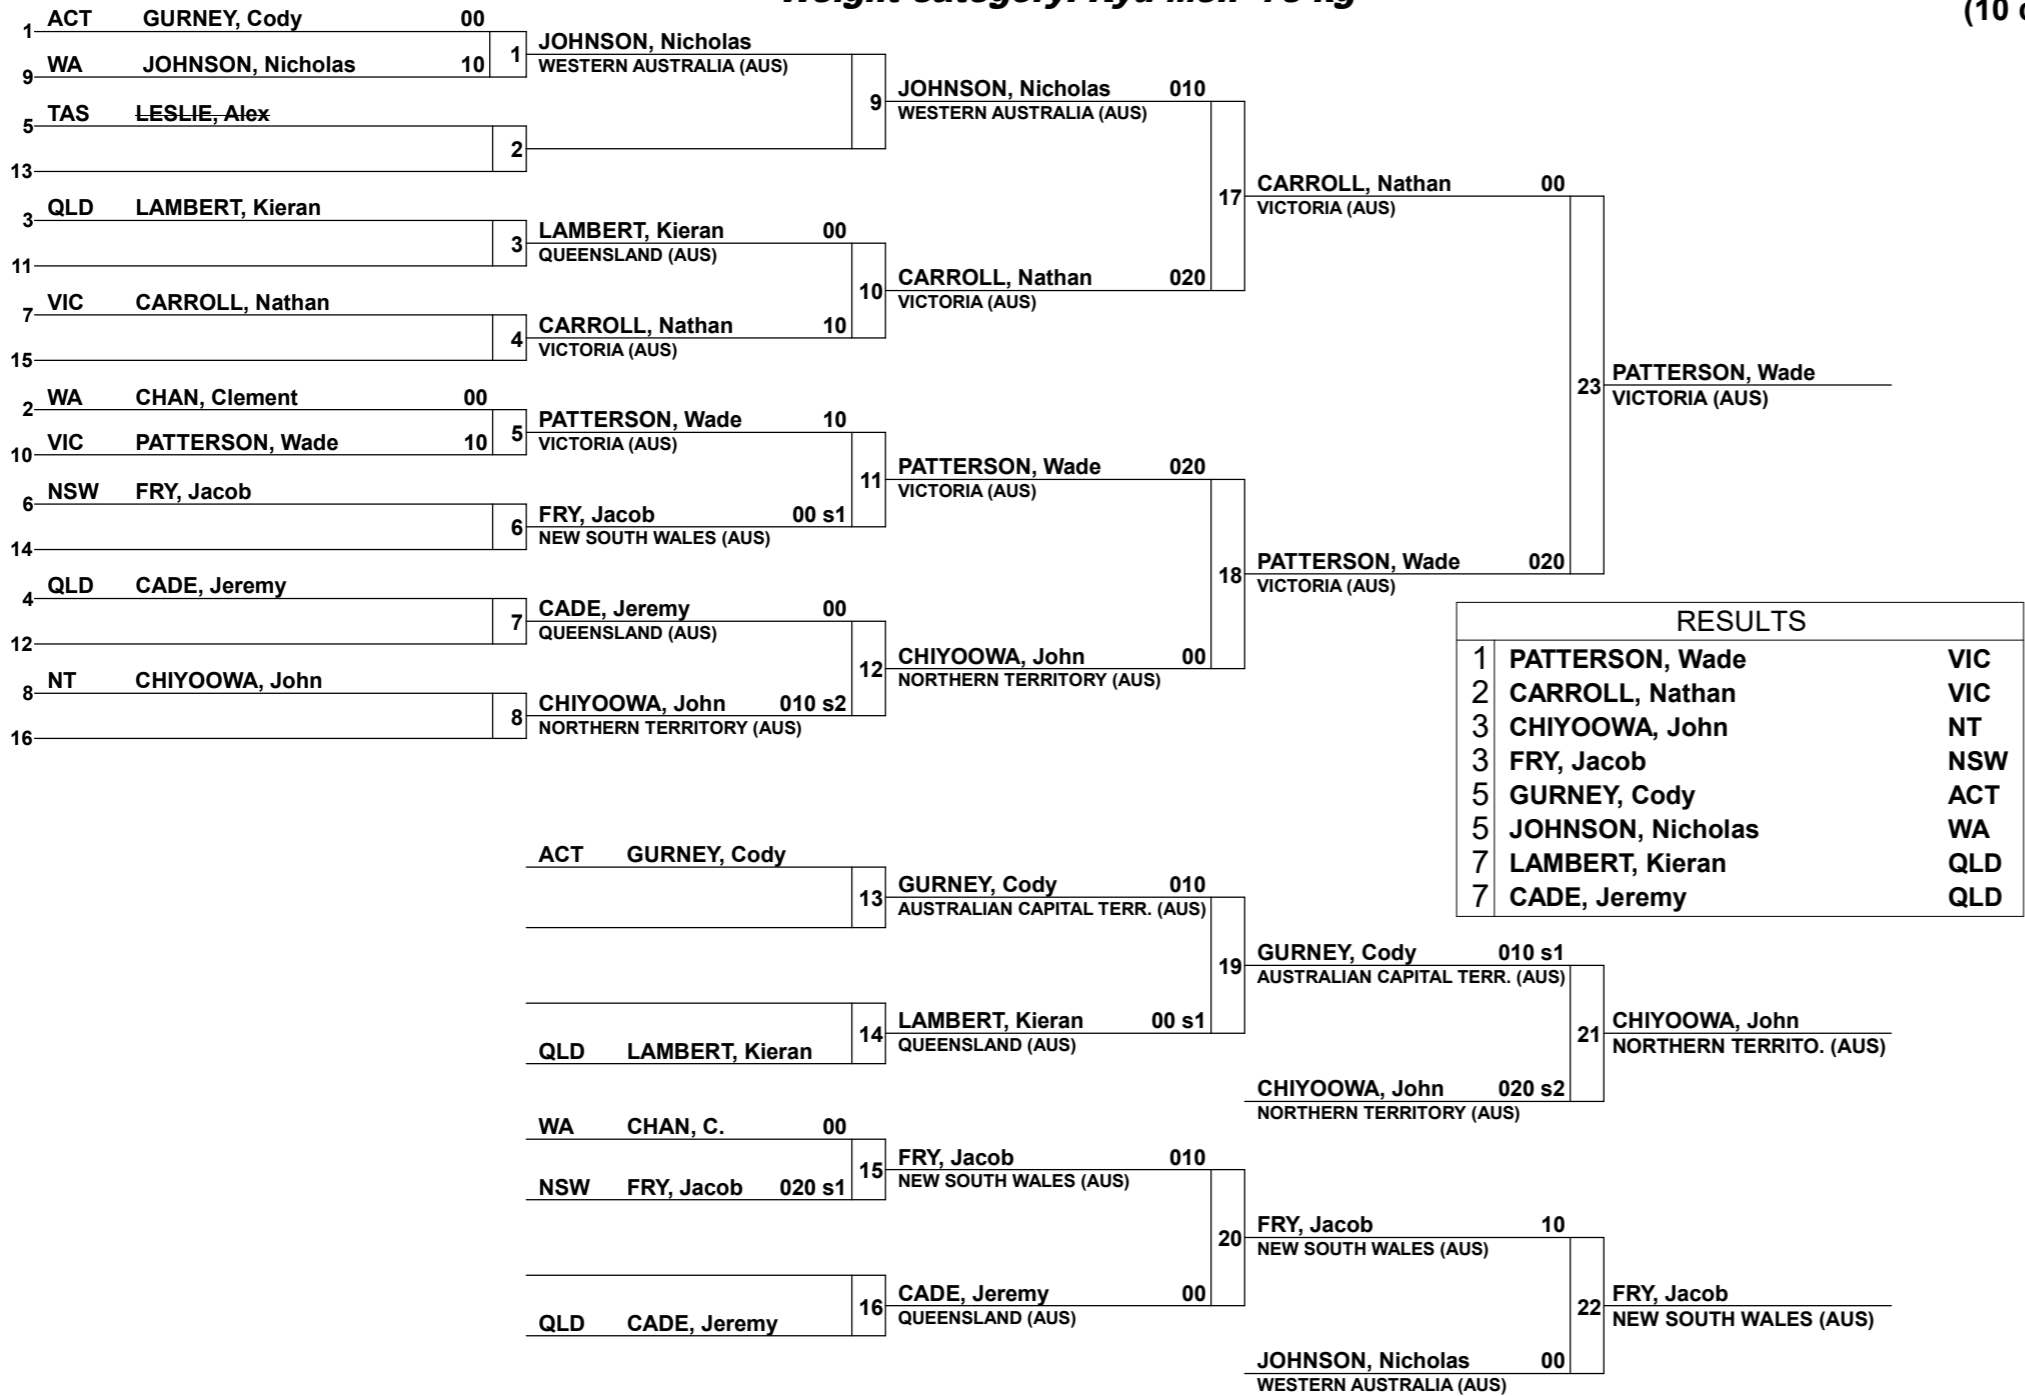 (10
1 ACT GURNEY, Cody 00
9 WA JOHNSON, Nicholas 10
1 JOHNSON, Nicholas
WESTERN AUSTRALIA (AUS)
5 TAS LESLIE, Alex
13
2
9 JOHNSON, Nicholas 010
WESTERN AUSTRALIA (AUS)
3 QLD LAMBERT, Kieran
11
3 LAMBERT, Kieran 00
QUEENSLAND (AUS)
7 VIC CARROLL, Nathan
15
4 CARROLL, Nathan 10
VICTORIA (AUS)
10 CARROLL, Nathan 020
VICTORIA (AUS)
17 CARROLL, Nathan 00
VICTORIA (AUS)
2 WA CHAN, Clement 00
10 VIC PATTERSON, Wade 10
5 PATTERSON, Wade 10
VICTORIA (AUS)
6 NSW FRY, Jacob
14
6 FRY, Jacob 00 s1
NEW SOUTH WALES (AUS)
11 PATTERSON, Wade 020
VICTORIA (AUS)
4 QLD CADE, Jeremy
12
7 CADE, Jeremy 00
QUEENSLAND (AUS)
8 NT CHIYOOWA, John
16
8 CHIYOOWA, John 010 s2
NORTHERN TERRITORY (AUS)
12 CHIYOOWA, John 00
NORTHERN TERRITORY (AUS)
18 PATTERSON, Wade 020
VICTORIA (AUS)
23 PATTERSON, Wade
VICTORIA (AUS)
RESULTS
1 PATTERSON, Wade VIC
2 CARROLL, Nathan VIC
3 CHIYOOWA, John NT
3 FRY, Jacob NSW
5 GURNEY, Cody ACT
5 JOHNSON, Nicholas WA
7 LAMBERT, Kieran QLD
7 CADE, Jeremy QLD
ACT GURNEY, Cody
13 GURNEY, Cody 010
AUSTRALIAN CAPITAL TERR. (AUS)
QLD LAMBERT, Kieran
14 LAMBERT, Kieran 00 s1
QUEENSLAND (AUS)
19 GURNEY, Cody 010 s1
AUSTRALIAN CAPITAL TERR. (AUS)
CHIYOOWA, John 020 s2
NORTHERN TERRITORY (AUS)
21 CHIYOOWA, John
NORTHERN TERRITO. (AUS)
WA CHAN, C. 00
NSW FRY, Jacob 020 s1
15 FRY, Jacob 010
NEW SOUTH WALES (AUS)
QLD CADE, Jeremy
16 CADE, Jeremy 00
QUEENSLAND (AUS)
20 FRY, Jacob 10
NEW SOUTH WALES (AUS)
JOHNSON, Nicholas 00
WESTERN AUSTRALIA (AUS)
22 FRY, Jacob
NEW SOUTH WALES (AUS)